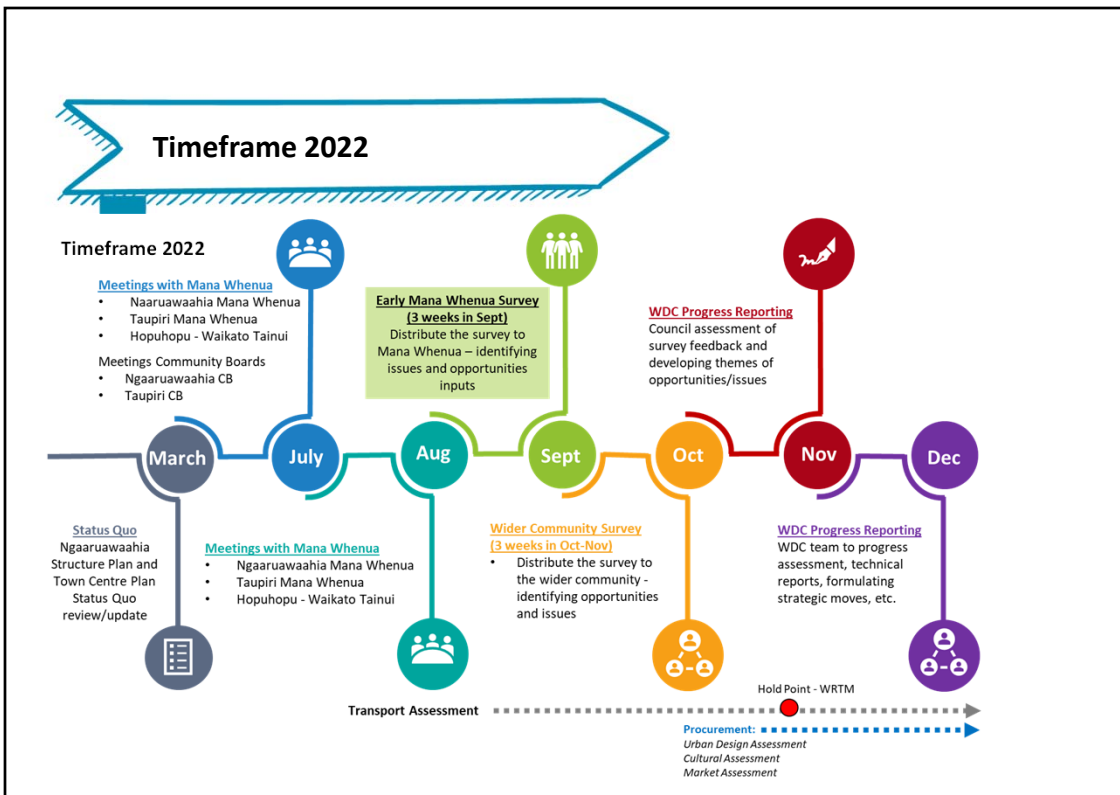 Timeframe 2022
Timeframe 2022
Meetings with Mana Whenua
• Naaruawaahia Mana Whenua
• Taupiri Mana Whenua
• Hopuhopu - Waikato Tainui
Meetings Community Boards
• Ngaaruawaahia CB
• Taupiri CB
Early Mana Whenua Survey
(3 weeks in Sept)
Distribute the survey to
Mana Whenua – identifying
issues and opportunities
inputs
WDC Progress Reporting
Council assessment of
survey feedback and
developing themes of
opportunities/issues
March
July
Aug
Sept
Oct
Nov
Dec
Status Quo
Ngaaruawaahia
Structure Plan and
Town Centre Plan
Status Quo
review/update
Meetings with Mana Whenua
• Ngaaruawaahia Mana Whenua
• Taupiri Mana Whenua
• Hopuhopu - Waikato Tainui
Wider Community Survey
(3 weeks in Oct-Nov)
• Distribute the survey to
the wider community -
identifying opportunities
and issues
WDC Progress Reporting
WDC team to progress
assessment, technical
reports, formulating
strategic moves, etc.
Hold Point - WRTM
Transport Assessment
Procurement:
Urban Design Assessment
Cultural Assessment
Market Assessment